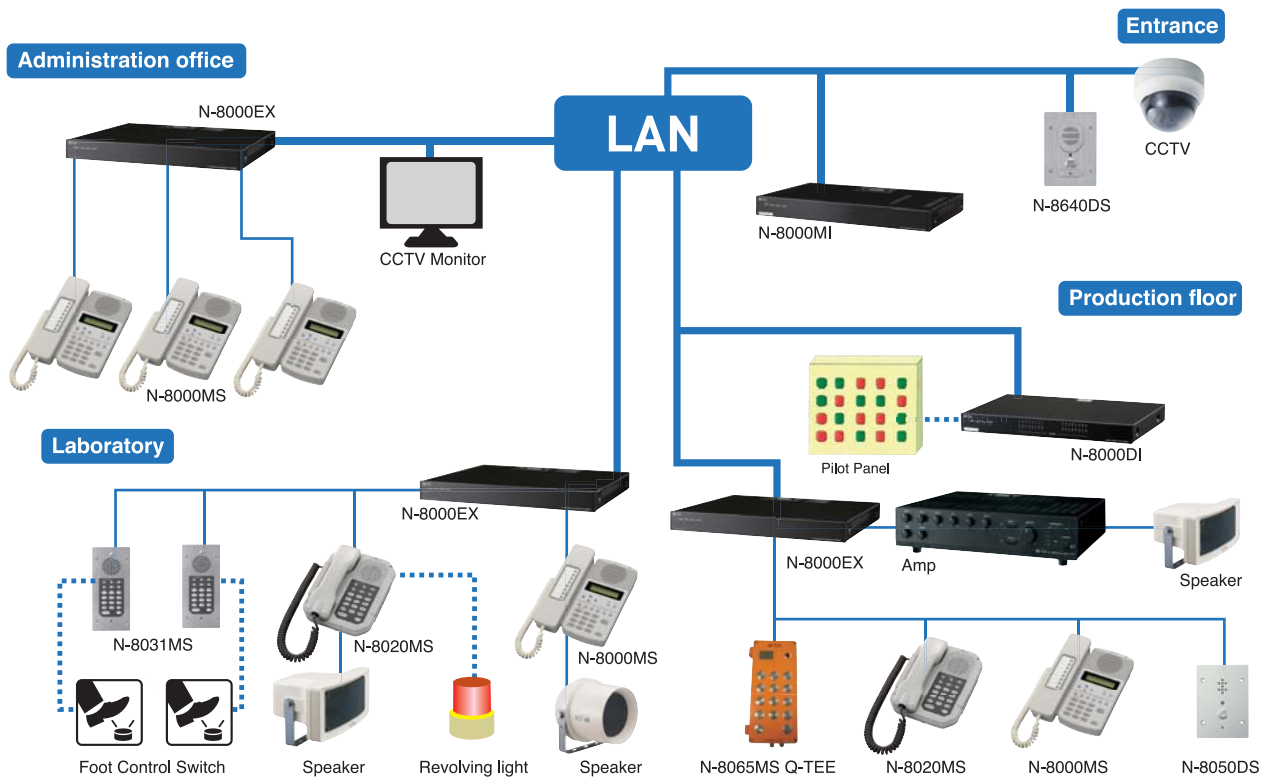 Entrance
Administration office
N-8000EX
LAN
CCTV
N-8640DS
N-8000MI
CCTV Monitor
Production floor
N-8000MS
Laboratory
Pilot Panel
N-8000DI
N-8000EX
N-8000EX
Amp
Speaker
N-8031MS
N-8020MS
N-8000MS
Foot Control Switch
Speaker
Revolving light
Speaker
N-8065MS Q-TEE
N-8020MS
N-8000MS
N-8050DS